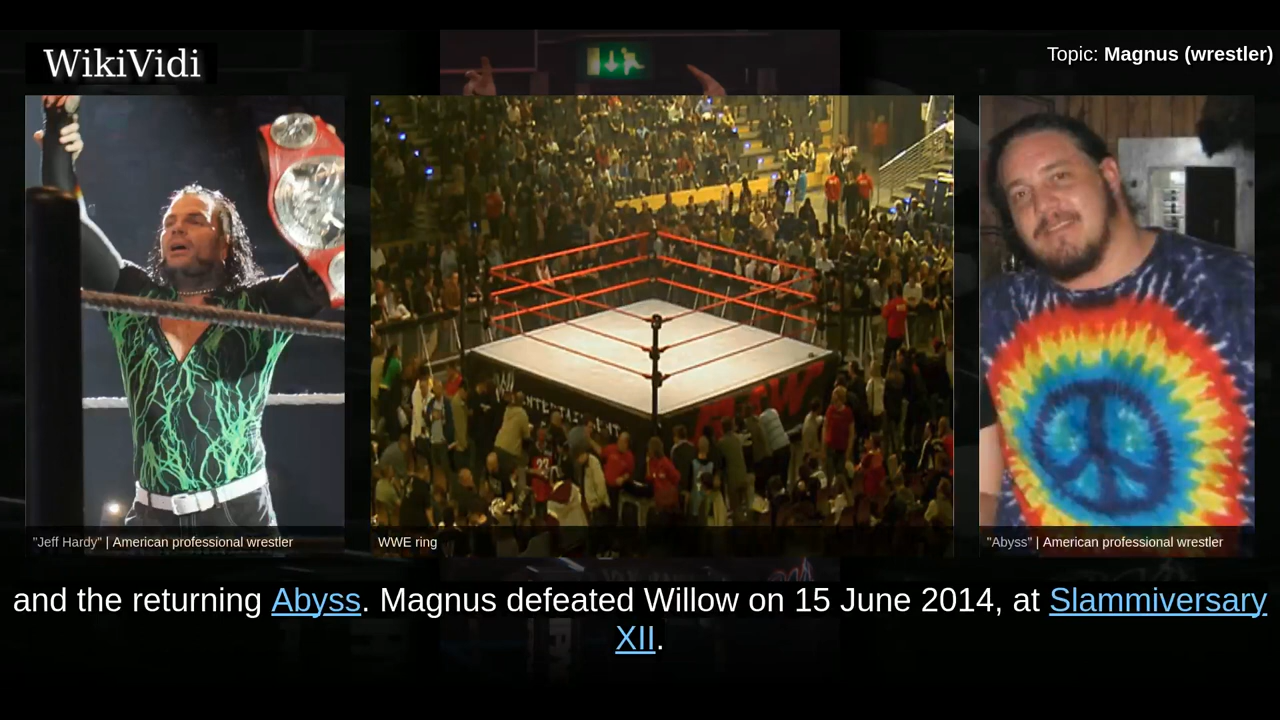 WikiVidi
Topic: Magnus (wrestler)
"Jeff Hardy" | American professional wrestler
WWE ring
"Abyss" | American professional wrestler
and the returning Abyss. Magnus defeated Willow on 15 June 2014, at Slammiversary
XII.